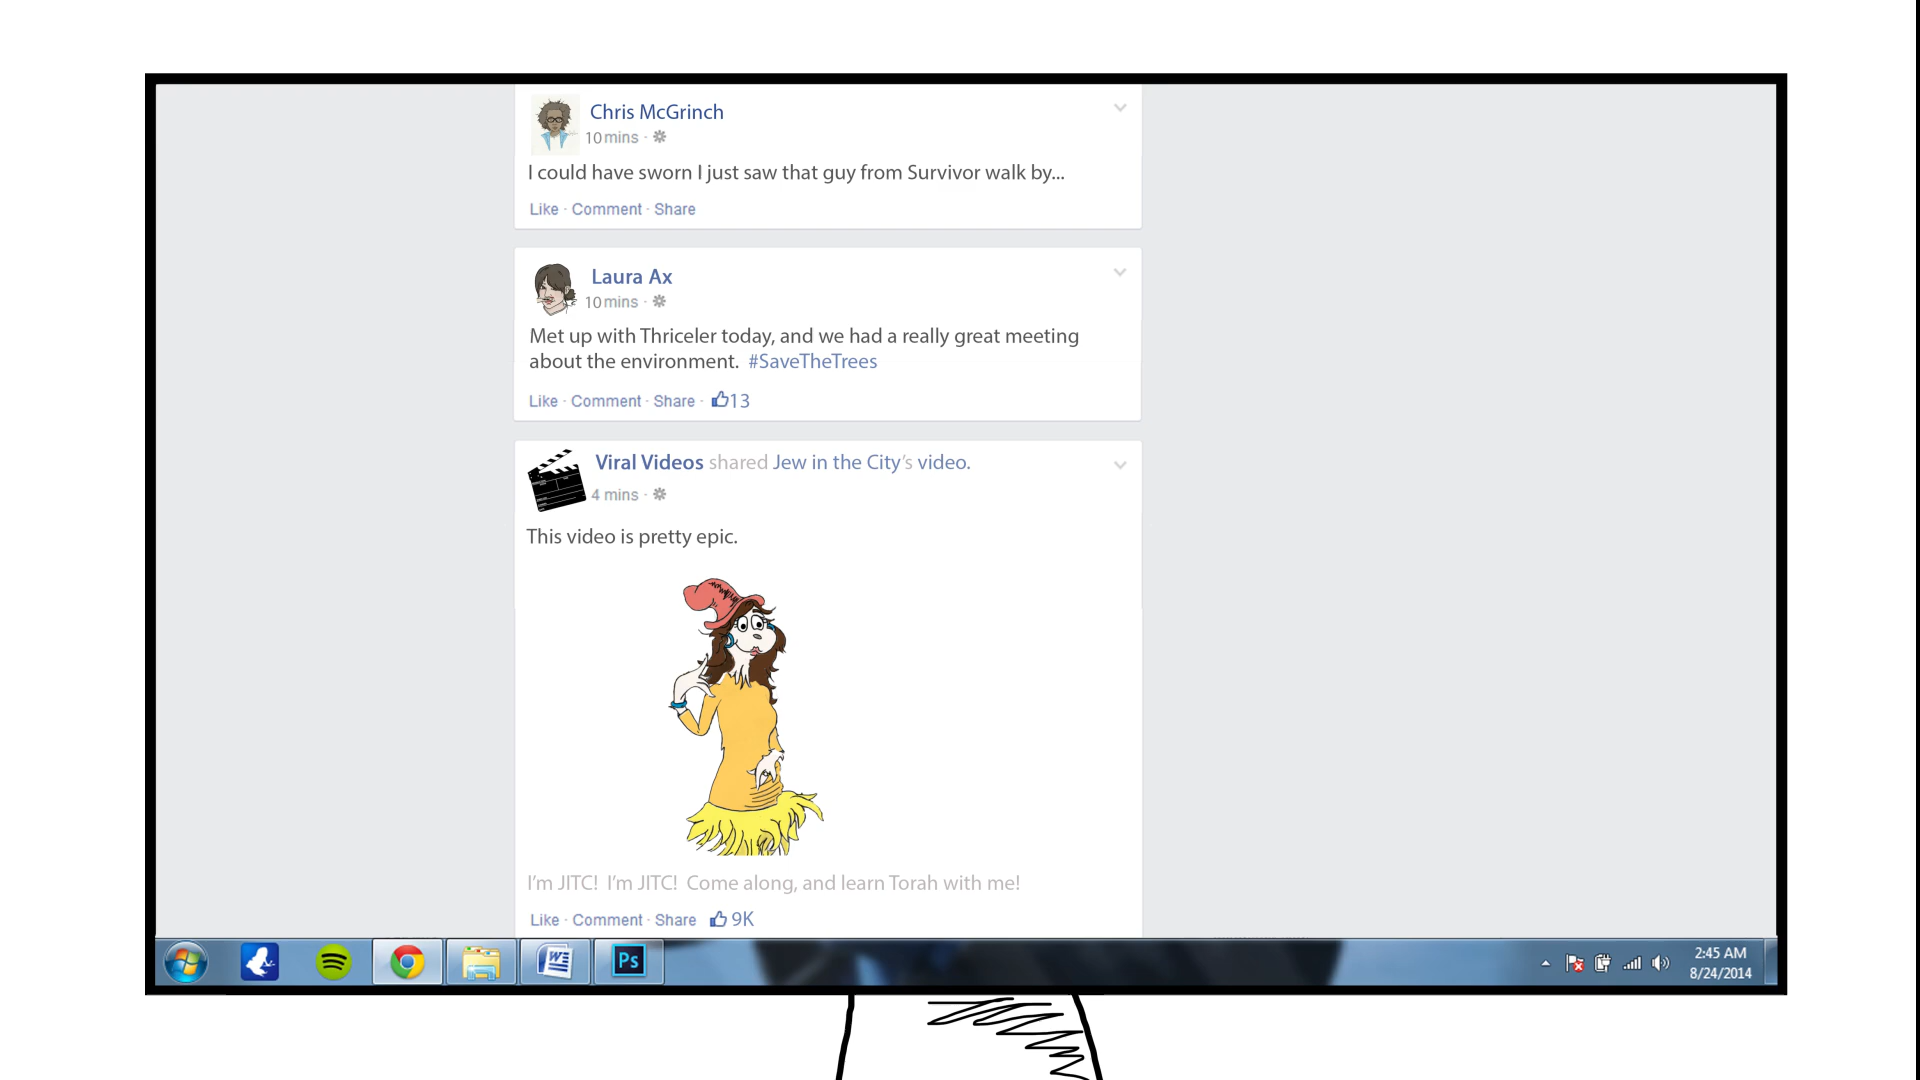 Chris McGrinch
10 mins ·
I could have sworn I just saw that guy from Survivor walk by...
Like · Comment · Share
Laura Ax
10 mins ·
Met up with Thriceler today, and we had a really great meeting
about the environment. #SaveTheTrees
Like · Comment · Share · 13
Viral Videos shared Jew in the City's video.
4 mins ·
This video is pretty epic.
I'm JITC! I'm JITC! Come along, and learn Torah with me!
Like · Comment · Share 9K
W
Ps
2:45 AM
8/24/2014